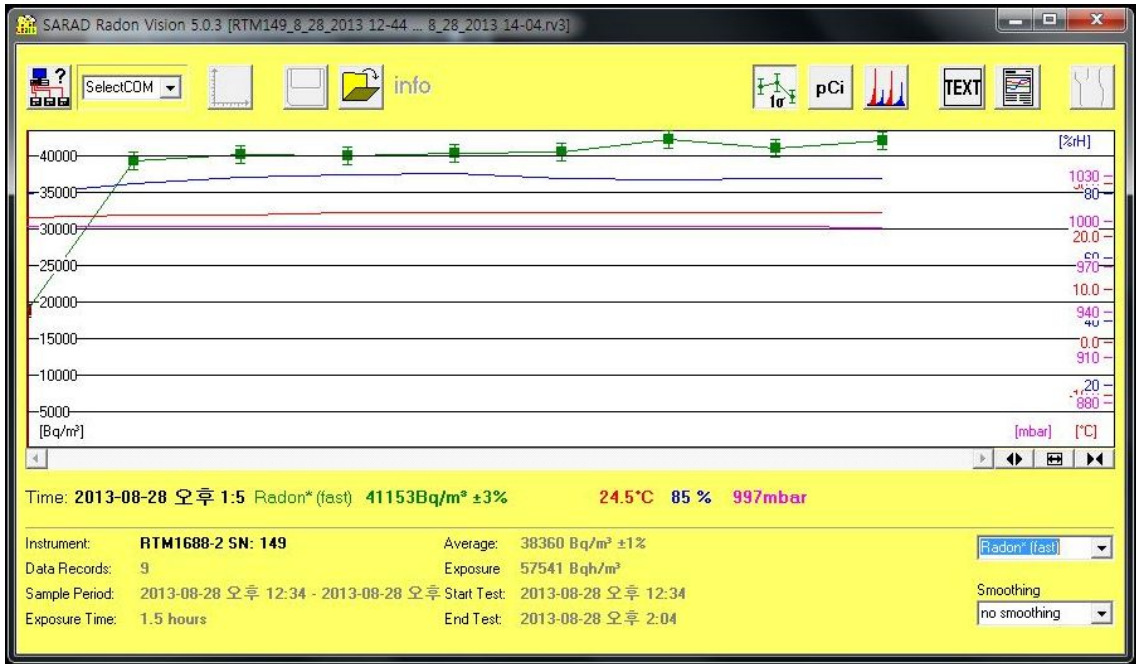 SARAD Radon Vision 5.0.3 [RTM149_8_28_2013 12-44 ... 8_28_2013 14-04.rv3]
SelectCOM
info
1σ
pCi
TEXT
[%rH]
40000
35000
30000
25000
20000
15000
10000
5000
[Bq/m³]
1030
80
1000
20.0
970
10.0
940
40
0.0
910
20
880
[mbar] [°C]
Time: 2013-08-28 오후 1:5 Radon* (fast) 41153Bq/m³ ±3% 24.5°C 85 % 997mbar
Instrument: RTM1688-2 SN: 149
Data Records: 9
Sample Period: 2013-08-28 오후 12:34 - 2013-08-28 오후
Exposure Time: 1.5 hours
Average: 38360 Bq/m³ ±1%
Exposure 57541 Bqh/m³
Start Test: 2013-08-28 오후 12:34
End Test: 2013-08-28 오후 2:04
Radon* (fast)
Smoothing
no smoothing